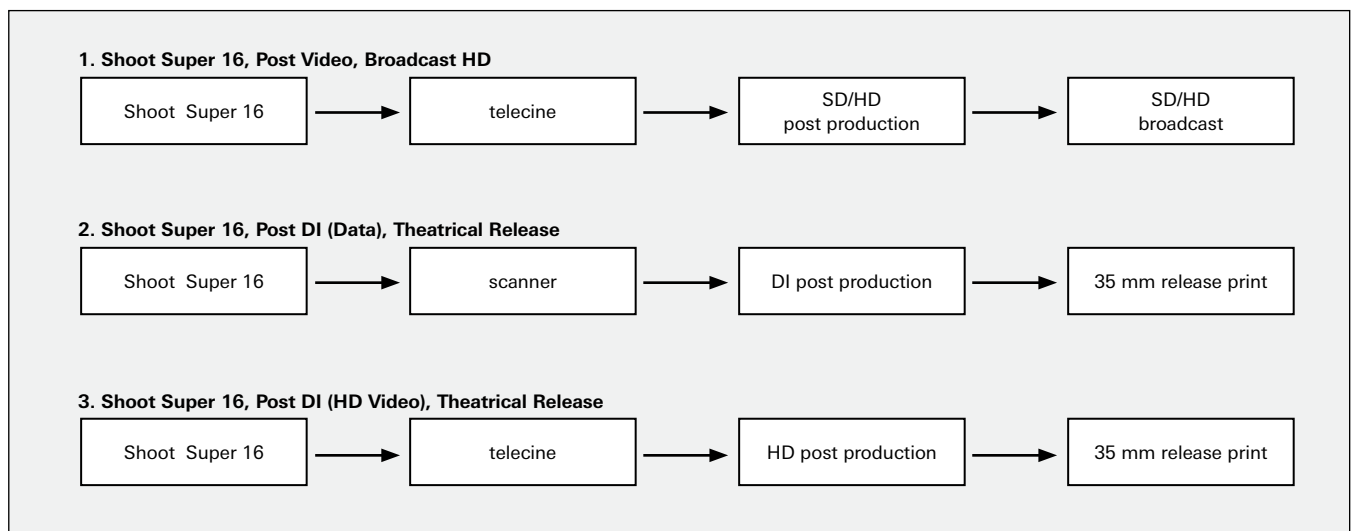 1. Shoot Super 16, Post Video, Broadcast HD
Shoot Super 16
telecine
SD/HD
post production
SD/HD
broadcast
2. Shoot Super 16, Post DI (Data), Theatrical Release
Shoot Super 16
scanner
DI post production
35 mm release print
3. Shoot Super 16, Post DI (HD Video), Theatrical Release
Shoot Super 16
telecine
HD post production
35 mm release print